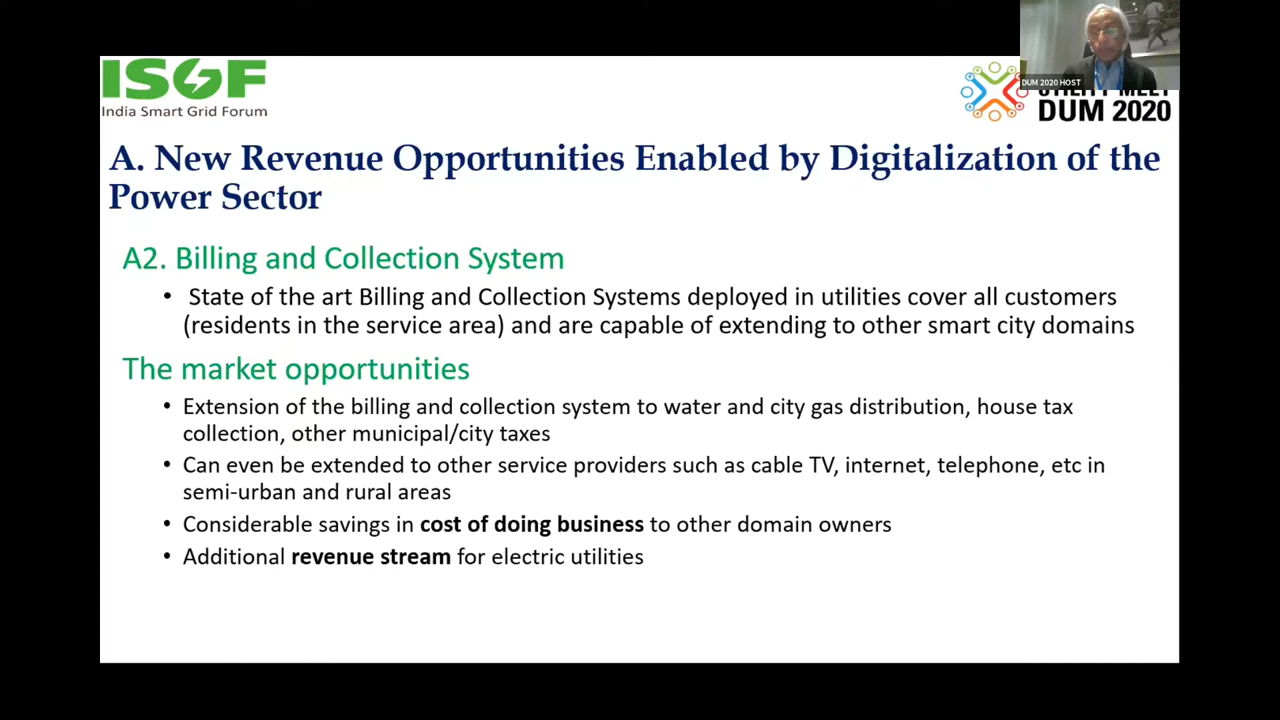 ISGF
India Smart Grid Forum
DUM 2020 HOST
UTILITY MEET
DUM 2020
A. New Revenue Opportunities Enabled by Digitalization of the
Power Sector
A2. Billing and Collection System
• State of the art Billing and Collection Systems deployed in utilities cover all customers
(residents in the service area) and are capable of extending to other smart city domains
The market opportunities
• Extension of the billing and collection system to water and city gas distribution, house tax
collection, other municipal/city taxes
• Can even be extended to other service providers such as cable TV, internet, telephone, etc in
semi-urban and rural areas
• Considerable savings in cost of doing business to other domain owners
• Additional revenue stream for electric utilities